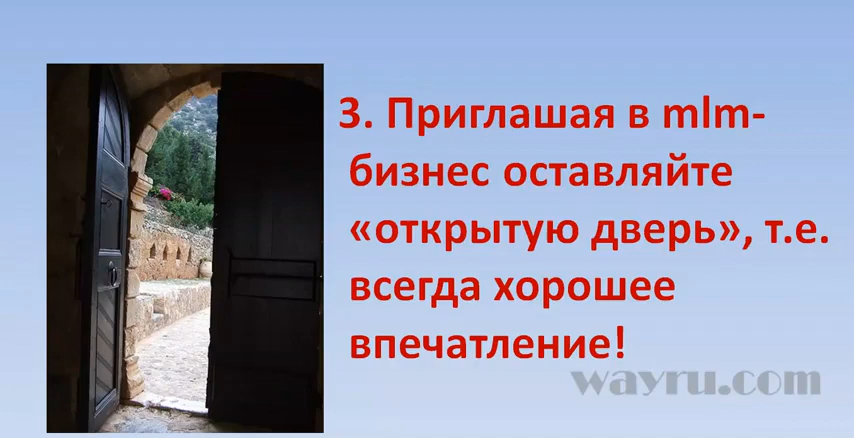 3. Приглашая в mlm-
бизнес оставляйте
«открытую дверь», т.е.
всегда хорошее
впечатление!
wayru.com